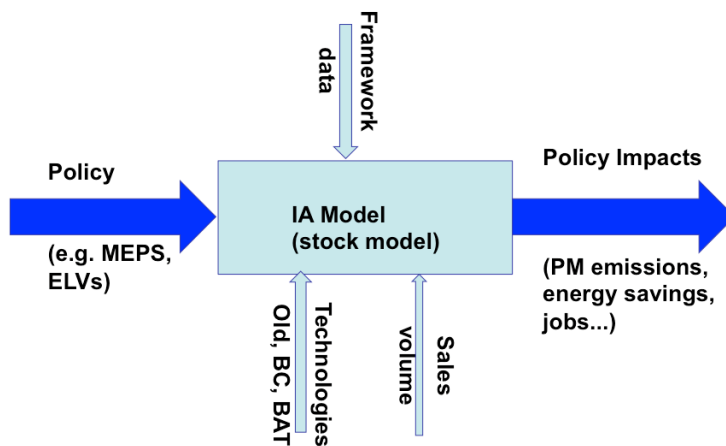 Framework
data
Policy
(e.g. MEPS,
ELVs)
IA Model
(stock model)
Policy Impacts
(PM emissions,
energy savings,
jobs...)
Technologies
Old, BC, BAT
Sales
volume